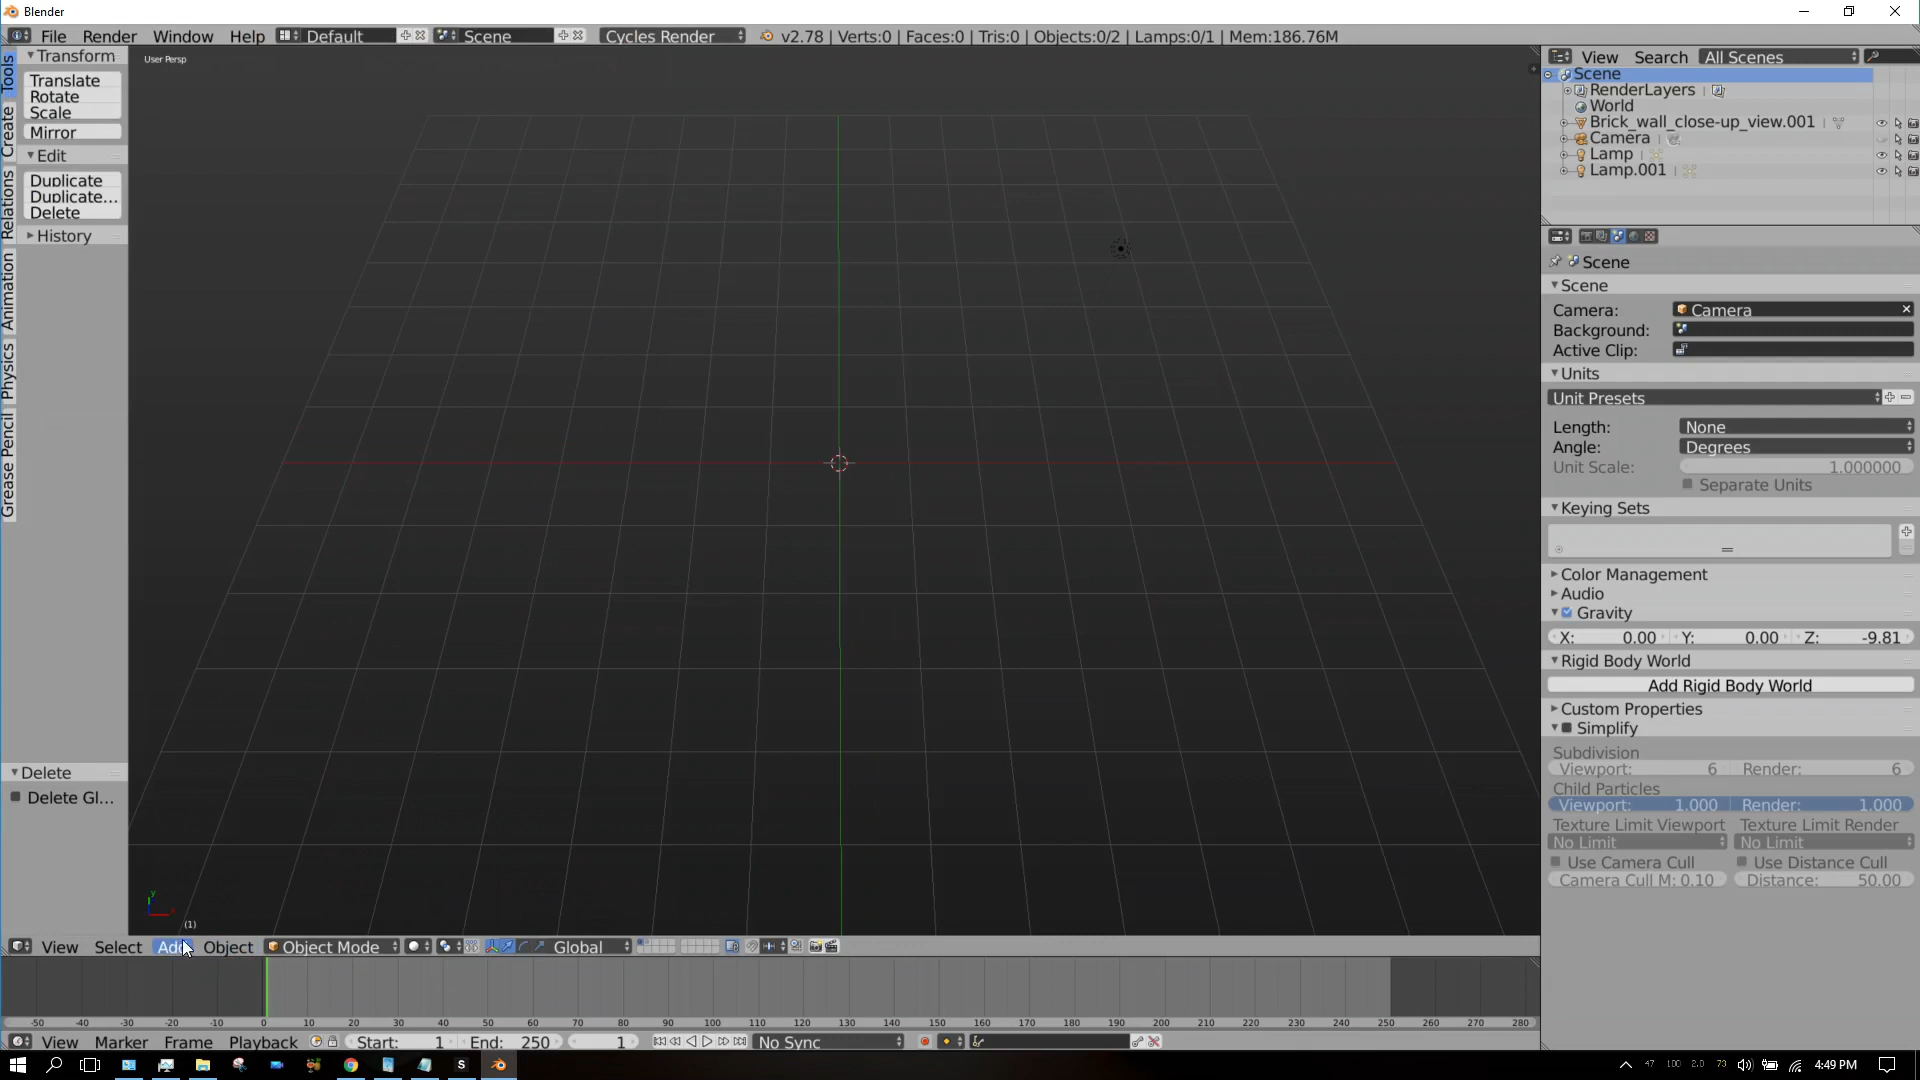 Blender
File Render Window Help Default Scene Cycles Render v2.78 | Verts:0 | Faces:0 | Tris:0 | Objects:0/2 | Lamps:0/1 | Mem:186.76M
Tools
Create
Relations
Animation
Physics
Grease Pencil
Transform
Translate
Rotate
Scale
Mirror
Edit
Duplicate
Duplicate...
Delete
History
Delete
Delete Gl...
User Persp
y
x
(1)
View Select Add Object Object Mode Global
-50 -40 -30 -20 -10 0 10 20 30 40 50 60 70 80 90 100 110 120 130 140 150 160 170 180 190 200 210 220 230 240 250 260 270 280
View Marker Frame Playback Start: 1 End: 250 1 No Sync
View Search All Scenes
Scene
RenderLayers |
World
Brick_wall_close-up_view.001 |
Camera |
Lamp |
Lamp.001 |
Scene
Scene
Camera: Camera
Background:
Active Clip:
Units
Unit Presets
Length: None
Angle: Degrees
Unit Scale: 1.000000
Separate Units
Keying Sets
Color Management
Audio
Gravity
X: 0.00 Y: 0.00 Z: -9.81
Rigid Body World
Add Rigid Body World
Custom Properties
Simplify
Subdivision
Viewport: 6 Render: 6
Child Particles
Viewport: 1.000 Render: 1.000
Texture Limit Viewport Texture Limit Render
No Limit No Limit
Use Camera Cull Use Distance Cull
Camera Cull M: 0.10 Distance: 50.00
S 47 100 2.0 73 4:49 PM